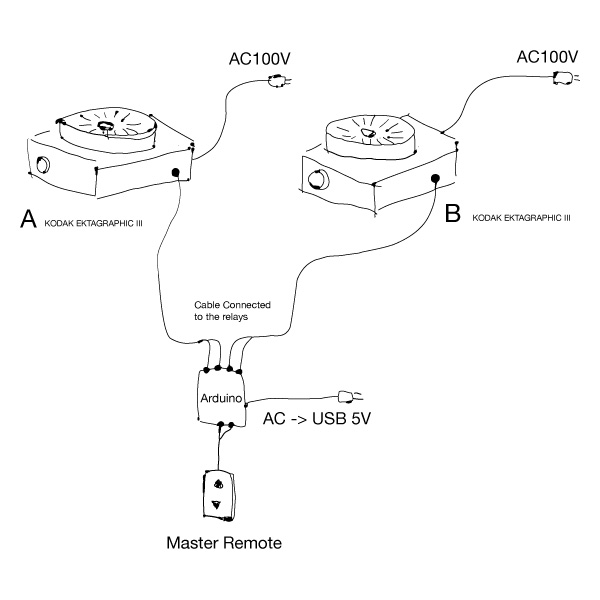 AC100V
AC100V
A KODAK EKTAGRAPHIC III
B KODAK EKTAGRAPHIC III
Cable Connected
to the relays
Arduino
AC -> USB 5V
Master Remote